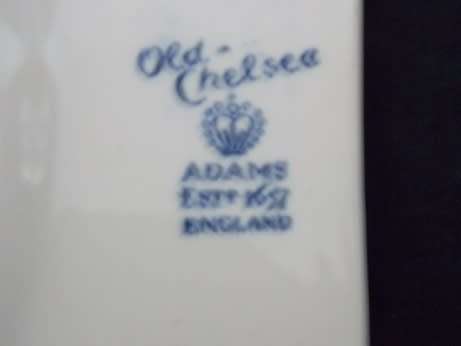 Old-
Chelsea
ADAMS
ESTD 1657
ENGLAND